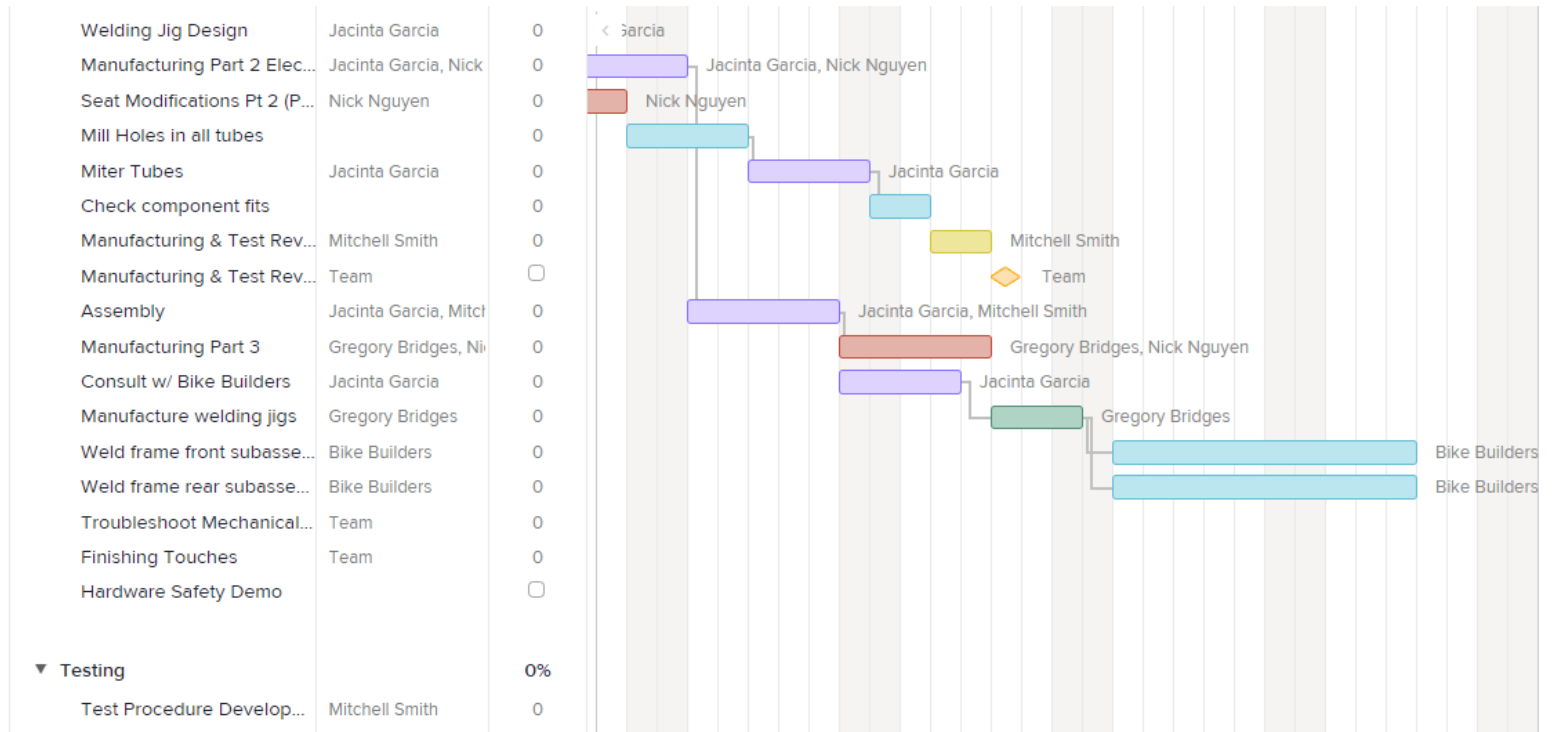 Welding Jig Design Jacinta Garcia 0 Garcia
Manufacturing Part 2 Elec... Jacinta Garcia, Nick 0 Jacinta Garcia, Nick Nguyen
Seat Modifications Pt 2 (P... Nick Nguyen 0 Nick Nguyen
Mill Holes in all tubes 0
Miter Tubes Jacinta Garcia 0 Jacinta Garcia
Check component fits 0
Manufacturing & Test Rev... Mitchell Smith 0 Mitchell Smith
Manufacturing & Test Rev... Team Team
Assembly Jacinta Garcia, Mitch 0 Jacinta Garcia, Mitchell Smith
Manufacturing Part 3 Gregory Bridges, Ni 0 Gregory Bridges, Nick Nguyen
Consult w/ Bike Builders Jacinta Garcia 0 Jacinta Garcia
Manufacture welding jigs Gregory Bridges 0 Gregory Bridges
Weld frame front subasse... Bike Builders 0 Bike Builders
Weld frame rear subasse... Bike Builders 0 Bike Builders
Troubleshoot Mechanical... Team 0
Finishing Touches Team 0
Hardware Safety Demo
Testing 0%
Test Procedure Develop... Mitchell Smith 0